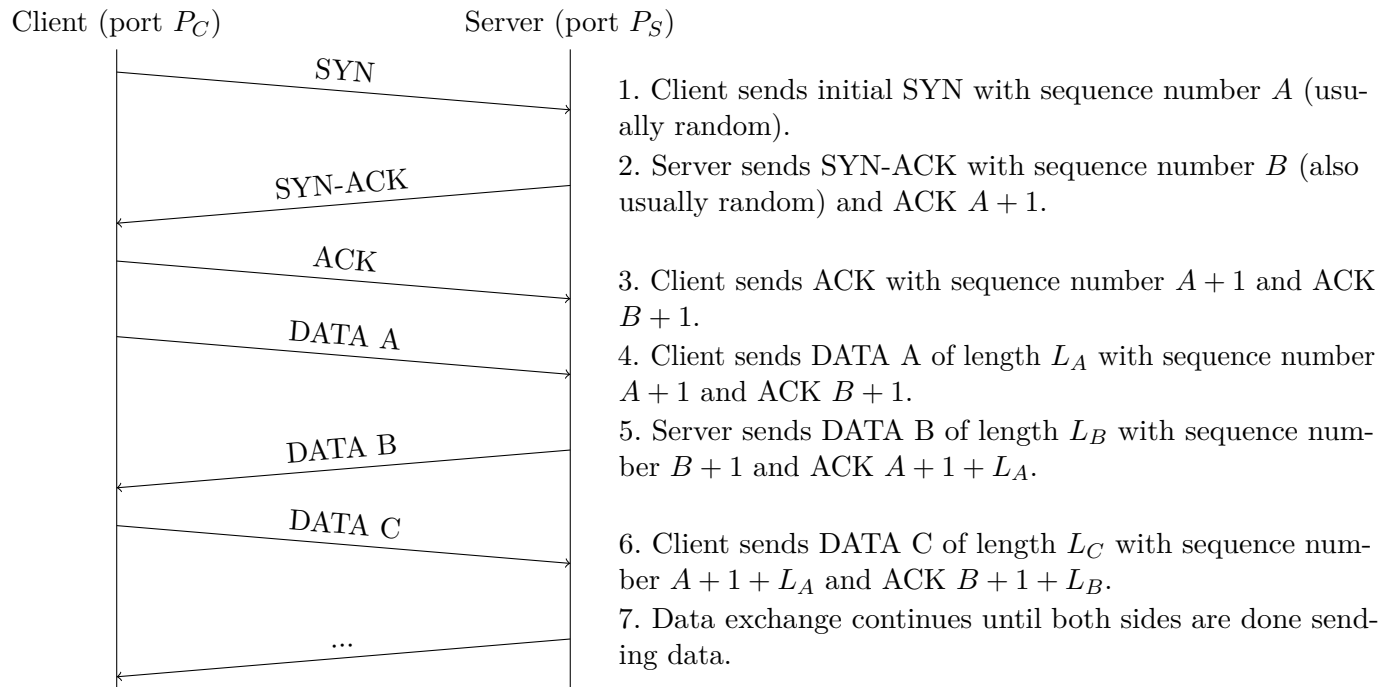 Client (port P_C)
Server (port P_S)
SYN
1. Client sends initial SYN with sequence number A (usu-
ally random).
2. Server sends SYN-ACK with sequence number B (also
usually random) and ACK A + 1.
SYN-ACK
ACK
3. Client sends ACK with sequence number A + 1 and ACK
B + 1.
DATA A
4. Client sends DATA A of length L_A with sequence number
A + 1 and ACK B + 1.
5. Server sends DATA B of length L_B with sequence num-
ber B + 1 and ACK A + 1 + L_A.
DATA B
DATA C
6. Client sends DATA C of length L_C with sequence num-
ber A + 1 + L_A and ACK B + 1 + L_B.
7. Data exchange continues until both sides are done send-
ing data.
...